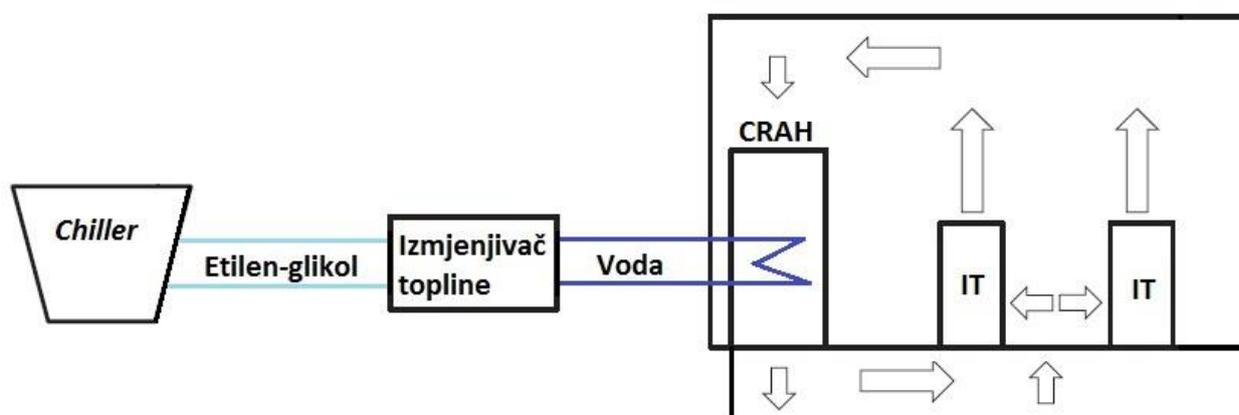 CRAH
Chiller
Etilen-glikol
Izmjenjivač
topline
Voda
IT
IT